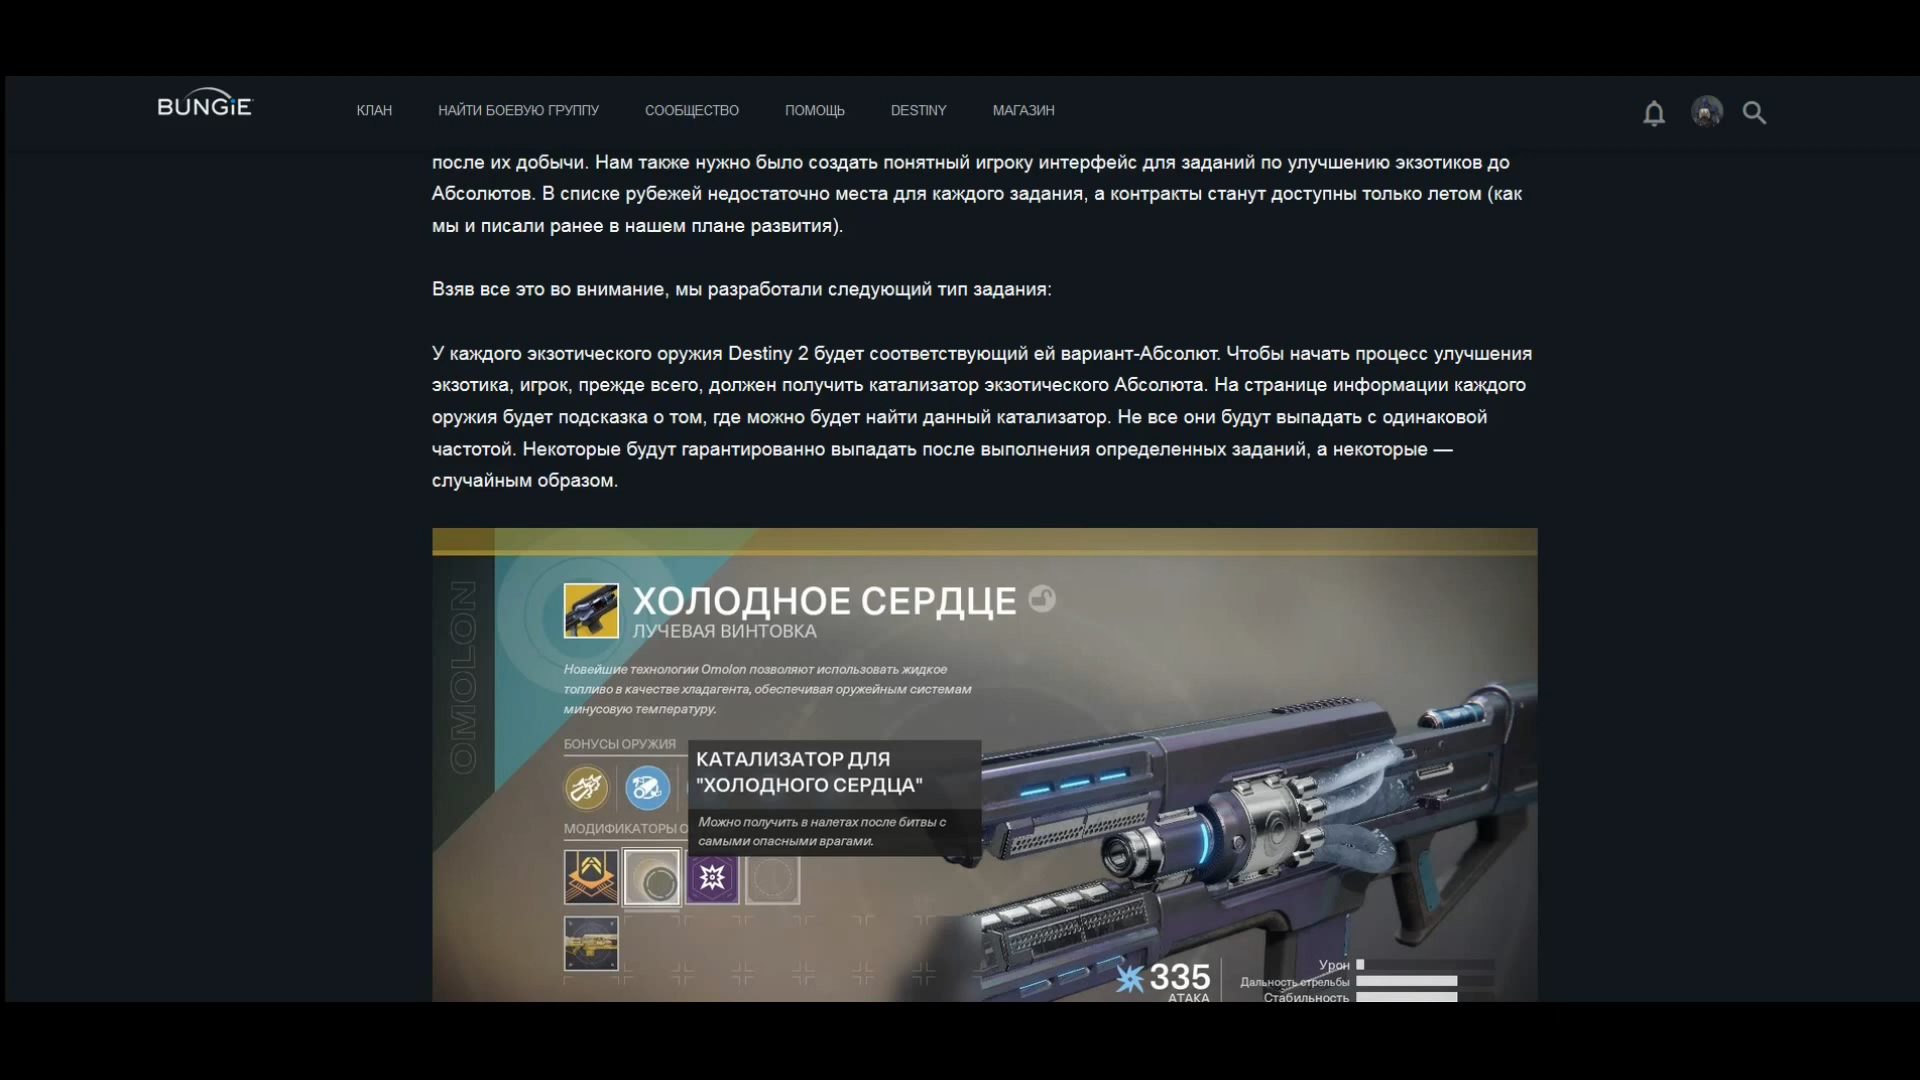 BUNGiE
КЛАН НАЙТИ БОЕВУЮ ГРУППУ СООБЩЕСТВО ПОМОЩЬ DESTINY МАГАЗИН
после их добычи. Нам также нужно было создать понятный игроку интерфейс для заданий по улучшению экзотиков до
Абсолютов. В списке рубежей недостаточно места для каждого задания, а контракты станут доступны только летом (как
мы и писали ранее в нашем плане развития).
Взяв все это во внимание, мы разработали следующий тип задания:
У каждого экзотического оружия Destiny 2 будет соответствующий ей вариант-Абсолют. Чтобы начать процесс улучшения
экзотика, игрок, прежде всего, должен получить катализатор экзотического Абсолюта. На странице информации каждого
оружия будет подсказка о том, где можно будет найти данный катализатор. Не все они будут выпадать с одинаковой
частотой. Некоторые будут гарантированно выпадать после выполнения определенных заданий, а некоторые —
случайным образом.
OMOLON
ХОЛОДНОЕ СЕРДЦЕ
ЛУЧЕВАЯ ВИНТОВКА
Новейшие технологии Omolon позволяют использовать жидкое
топливо в качестве хладагента, обеспечивая оружейным системам
минусовую температуру.
БОНУСЫ ОРУЖИЯ
КАТАЛИЗАТОР ДЛЯ
"ХОЛОДНОГО СЕРДЦА"
Можно получить в налетах после битвы с
самыми опасными врагами.
МОДИФИКАТОРЫ О
335
АТАКА
Урон
Дальность стрельбы
Стабильность